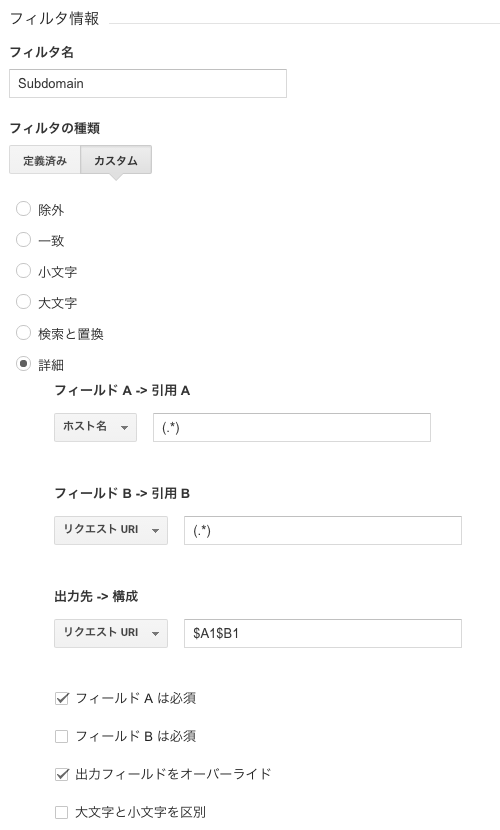 フィルタ情報
フィルタ名
Subdomain
フィルタの種類
定義済み カスタム
除外
一致
小文字
大文字
検索と置換
詳細
フィールド A -> 引用 A
ホスト名 (.*)
フィールド B -> 引用 B
リクエスト URI (.*)
出力先 -> 構成
リクエスト URI $A1$B1
フィールド A は必須
フィールド B は必須
出力フィールドをオーバーライド
大文字と小文字を区別